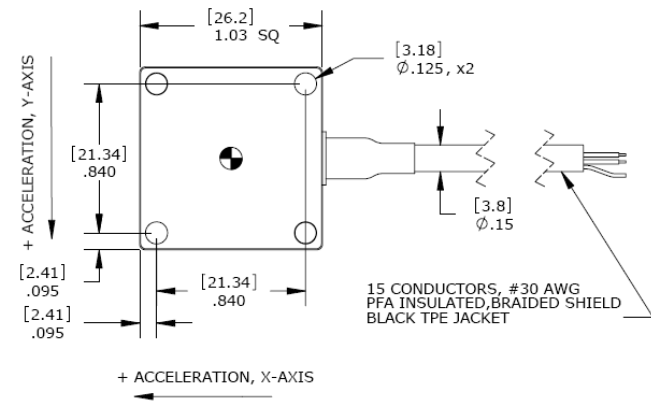 [26.2]
1.03 SQ
[3.18]
Ø.125, x2
+ ACCELERATION, Y-AXIS
[21.34]
.840
[3.8]
Ø.15
[2.41]
.095
[21.34]
.840
[2.41]
.095
15 CONDUCTORS, #30 AWG
PFA INSULATED,BRAIDED SHIELD
BLACK TPE JACKET
+ ACCELERATION, X-AXIS